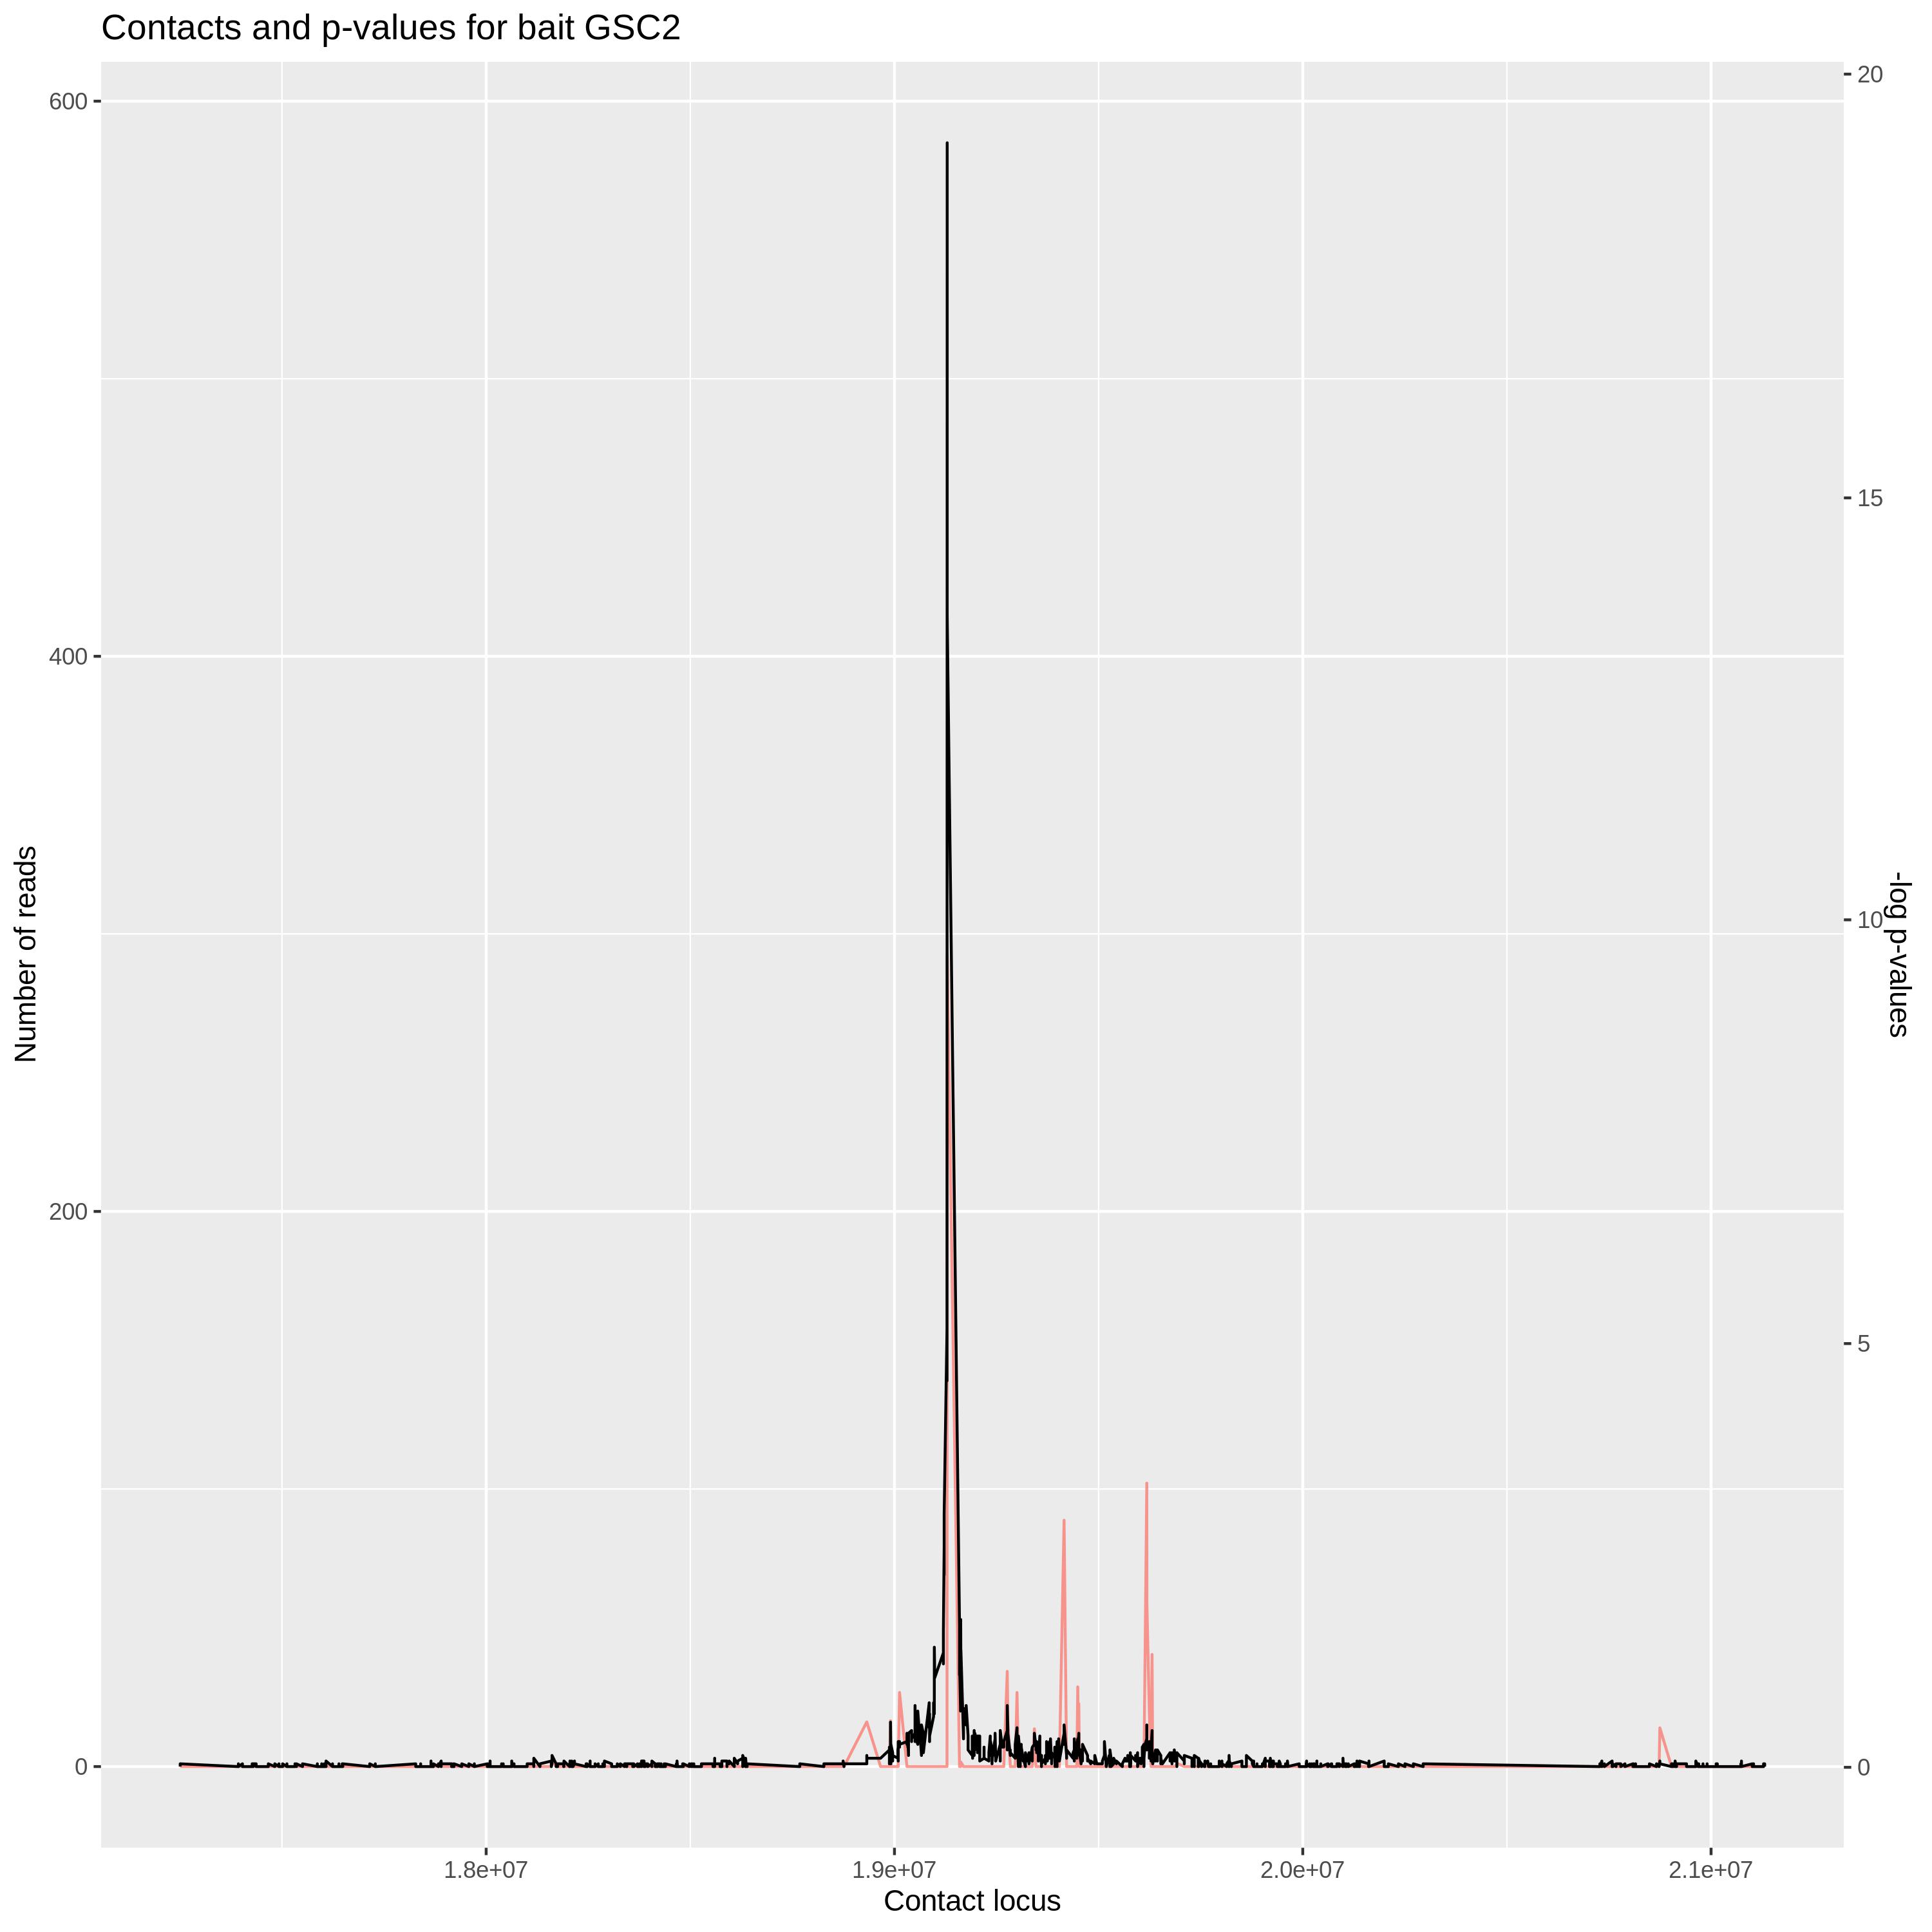 Contacts and p-values for bait GSC2
600
400
200
0
20
15
10
5
0
Number of reads
-log p-values
1.8e+07
1.9e+07
2.0e+07
2.1e+07
Contact locus